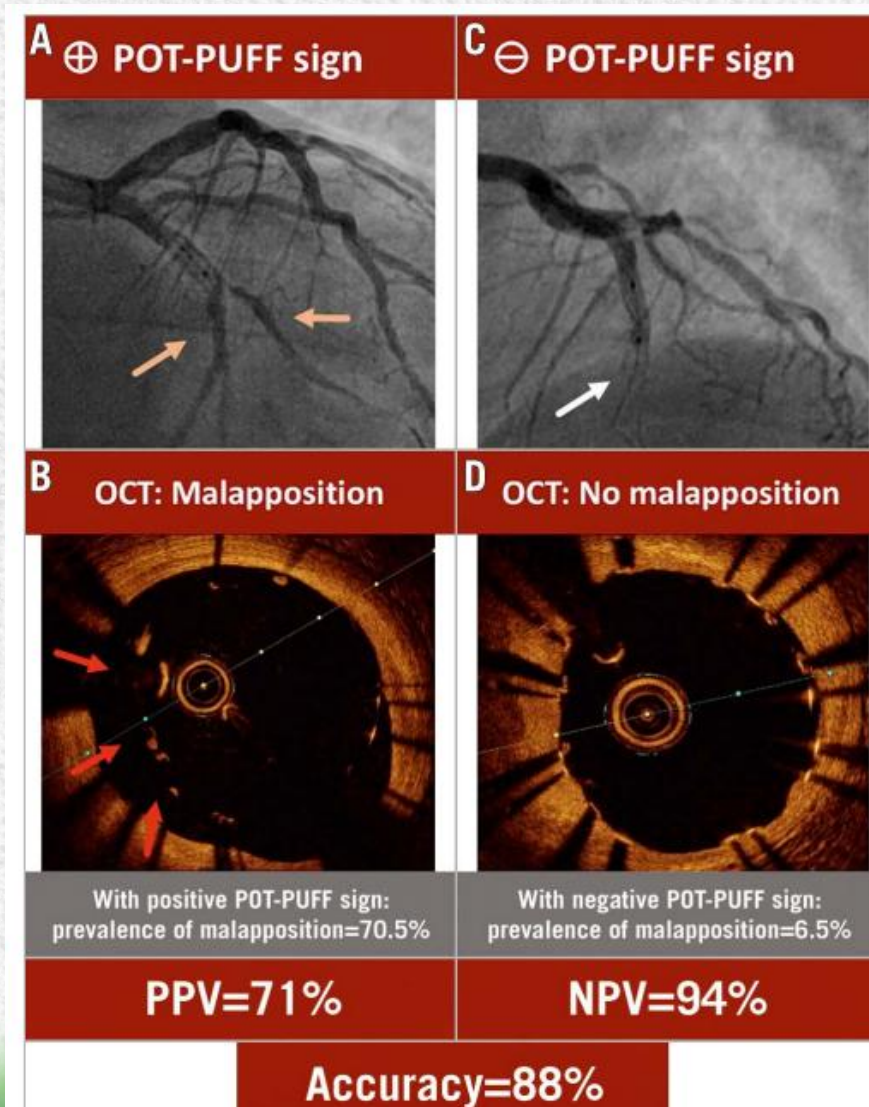 A ⊕ POT-PUFF sign
C ⊖ POT-PUFF sign
B OCT: Malapposition
D OCT: No malapposition
With positive POT-PUFF sign:
prevalence of malapposition=70.5%
With negative POT-PUFF sign:
prevalence of malapposition=6.5%
PPV=71%
NPV=94%
Accuracy=88%